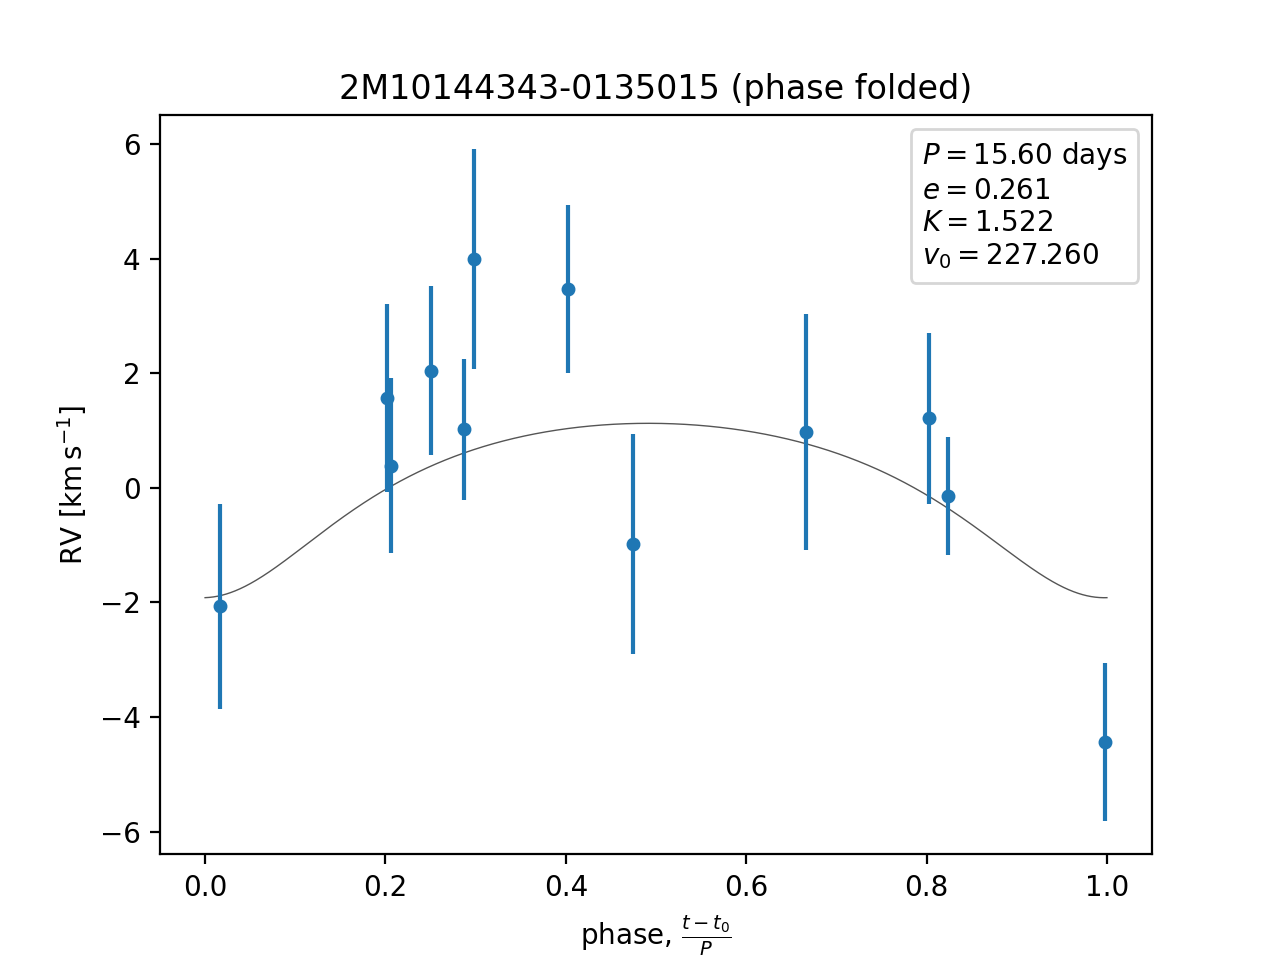 2M10144343-0135015 (phase folded)
P = 15.60 days
e = 0.261
K = 1.522
v₀ = 227.260
6
4
2
0
−2
−4
−6
RV [km s⁻¹]
0.0 0.2 0.4 0.6 0.8 1.0
phase, (t − t₀)/P